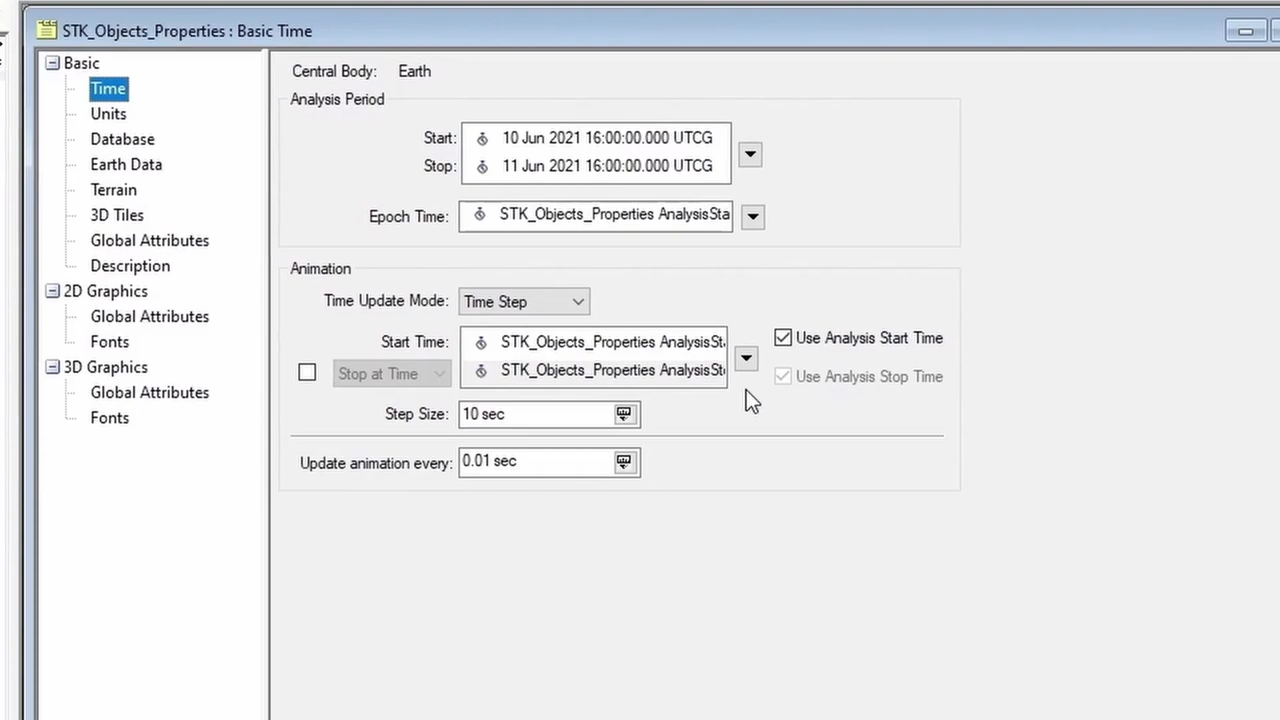 STK_Objects_Properties : Basic Time
Basic
Time
Units
Database
Earth Data
Terrain
3D Tiles
Global Attributes
Description
2D Graphics
Global Attributes
Fonts
3D Graphics
Global Attributes
Fonts
Central Body: Earth
Analysis Period
Start: 10 Jun 2021 16:00:00.000 UTCG
Stop: 11 Jun 2021 16:00:00.000 UTCG
Epoch Time: STK_Objects_Properties AnalysisSta
Animation
Time Update Mode: Time Step
Start Time: STK_Objects_Properties AnalysisSt
Use Analysis Start Time
Stop at Time STK_Objects_Properties AnalysisSt
Use Analysis Stop Time
Step Size: 10 sec
Update animation every: 0.01 sec